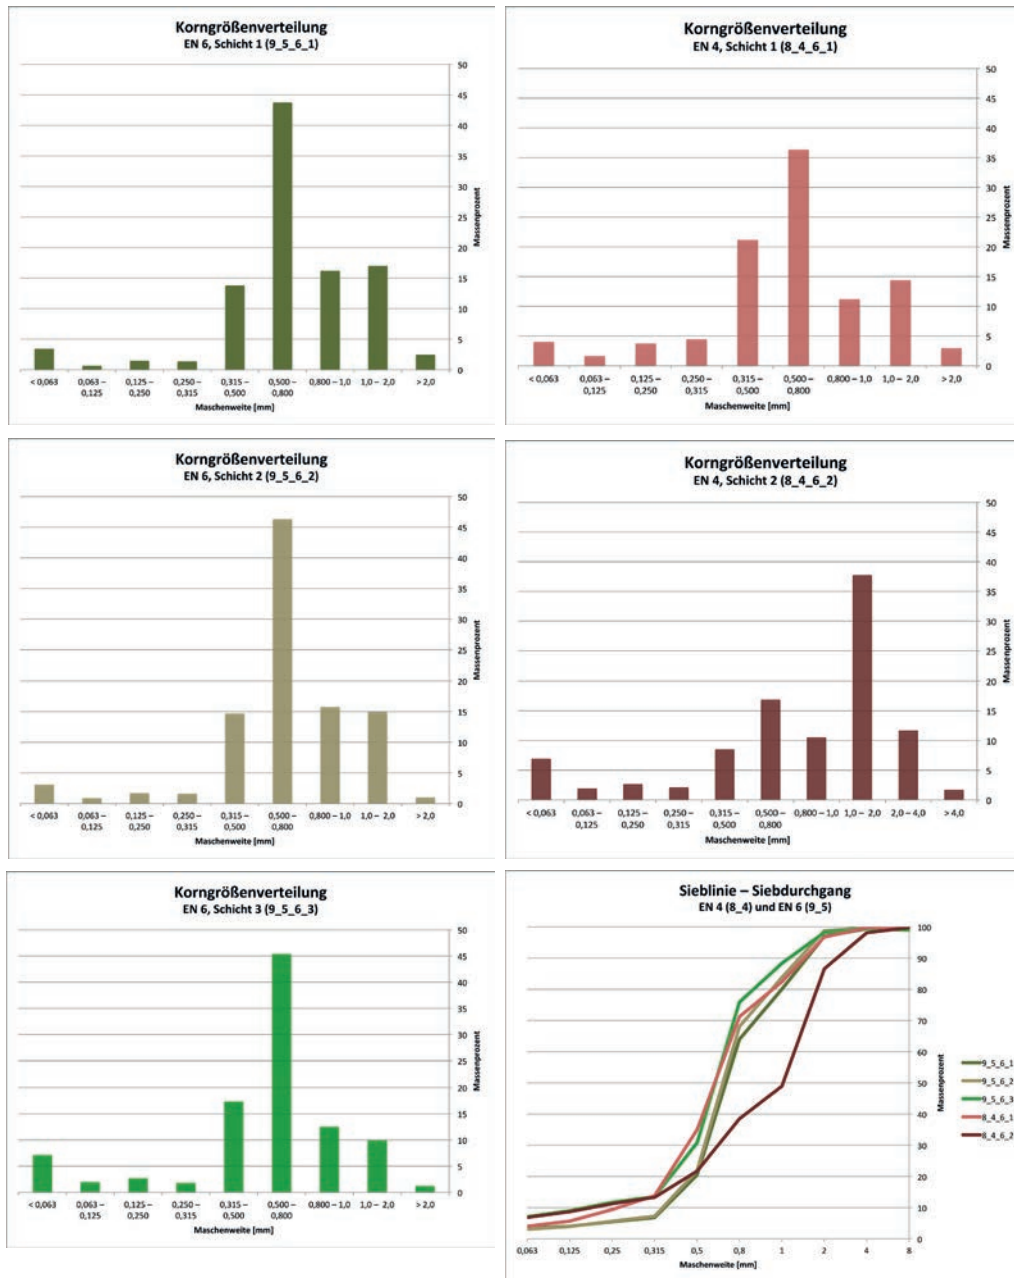 Korngrößenverteilung
EN 6, Schicht 1 (9_5_6_1)
50
45
40
35
30
25
20
15
10
5
0
Massenprozent
< 0,063 0,063 – 0,125 – 0,250 – 0,315 – 0,500 – 0,800 – 1,0 1,0 – 2,0 > 2,0
0,125 0,250 0,315 0,500 0,800
Maschenweite [mm]
Korngrößenverteilung
EN 4, Schicht 1 (8_4_6_1)
50
45
40
35
30
25
20
15
10
5
0
Massenprozent
< 0,063 0,063 – 0,125 – 0,250 – 0,315 – 0,500 – 0,800 – 1,0 1,0 – 2,0 > 2,0
0,125 0,250 0,315 0,500 0,800
Maschenweite [mm]
Korngrößenverteilung
EN 6, Schicht 2 (9_5_6_2)
50
45
40
35
30
25
20
15
10
5
0
Massenprozent
< 0,063 0,063 – 0,125 – 0,250 – 0,315 – 0,500 – 0,800 – 1,0 1,0 – 2,0 > 2,0
0,125 0,250 0,315 0,500 0,800
Maschenweite [mm]
Korngrößenverteilung
EN 4, Schicht 2 (8_4_6_2)
50
45
40
35
30
25
20
15
10
5
0
Massenprozent
< 0,063 0,063 – 0,125 – 0,250 – 0,315 – 0,500 – 0,800 – 1,0 1,0 – 2,0 2,0 – 4,0 > 4,0
0,125 0,250 0,315 0,500 0,800
Maschenweite [mm]
Korngrößenverteilung
EN 6, Schicht 3 (9_5_6_3)
50
45
40
35
30
25
20
15
10
5
0
Massenprozent
< 0,063 0,063 – 0,125 – 0,250 – 0,315 – 0,500 – 0,800 – 1,0 1,0 – 2,0 > 2,0
0,125 0,250 0,315 0,500 0,800
Maschenweite [mm]
Sieblinie – Siebdurchgang
EN 4 (8_4) und EN 6 (9_5)
100
90
80
70
60
50
40
30
20
10
0
Massenprozent
9_5_6_1
9_5_6_2
9_5_6_3
8_4_6_1
8_4_6_2
0,063 0,125 0,25 0,315 0,5 0,8 1 2 4 8
Maschenweite [mm]